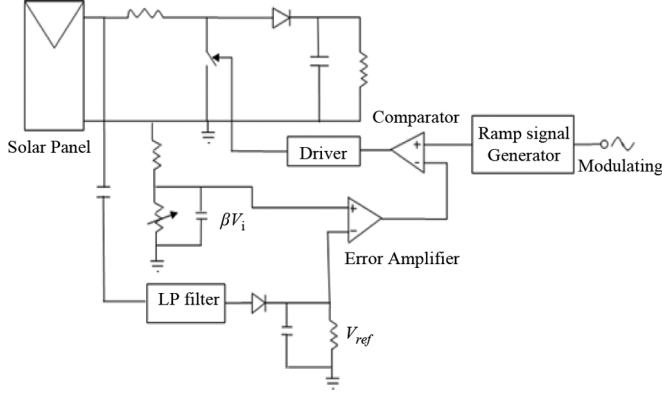 Solar Panel
Comparator
Ramp signal
Generator
Modulating
Driver
+
-
βVi
+
-
Error Amplifier
LP filter
Vref